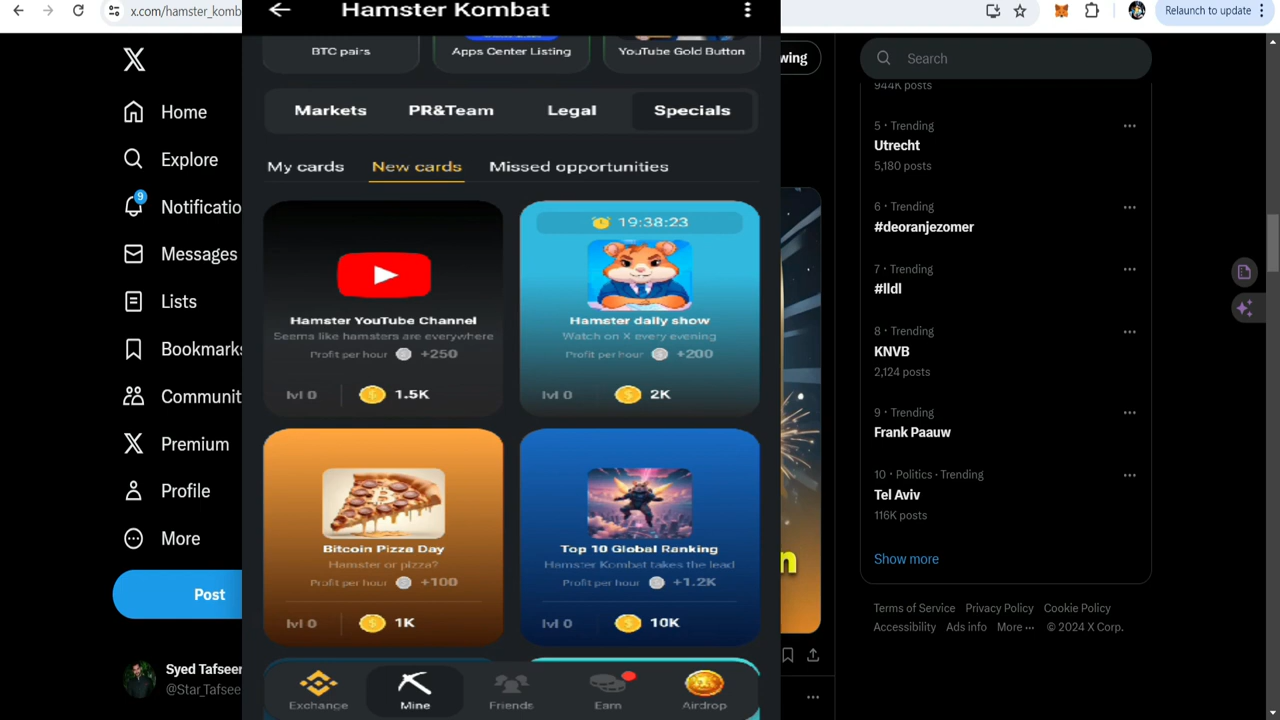 x.com/hamster_komb
Relaunch to update
Home
Explore
Notificatio
Messages
Lists
Bookmarks
Communit
Premium
Profile
More
Post
Syed Tafseer
@Star_Tafsee
9
Hamster Kombat
BTC pairs
Apps Center Listing
YouTube Gold Button
Markets
PR&Team
Legal
Specials
My cards
New cards
Missed opportunities
Hamster YouTube Channel
Seems like hamsters are everywhere
Profit per hour +250
lvl 0
1.5K
19:38:23
Hamster daily show
Watch on X every evening
Profit per hour +200
lvl 0
2K
Bitcoin Pizza Day
Hamster or pizza?
Profit per hour +100
lvl 0
1K
Top 10 Global Ranking
Hamster Kombat takes the lead
Profit per hour +1.2K
lvl 0
10K
Exchange
Mine
Friends
Earn
Airdrop
wing
n
Search
944K posts
5 · Trending
Utrecht
5,180 posts
6 · Trending
#deoranjezomer
7 · Trending
#lldl
8 · Trending
KNVB
2,124 posts
9 · Trending
Frank Paauw
10 · Politics · Trending
Tel Aviv
116K posts
Show more
Terms of Service Privacy Policy Cookie Policy
Accessibility Ads info More ··· © 2024 X Corp.